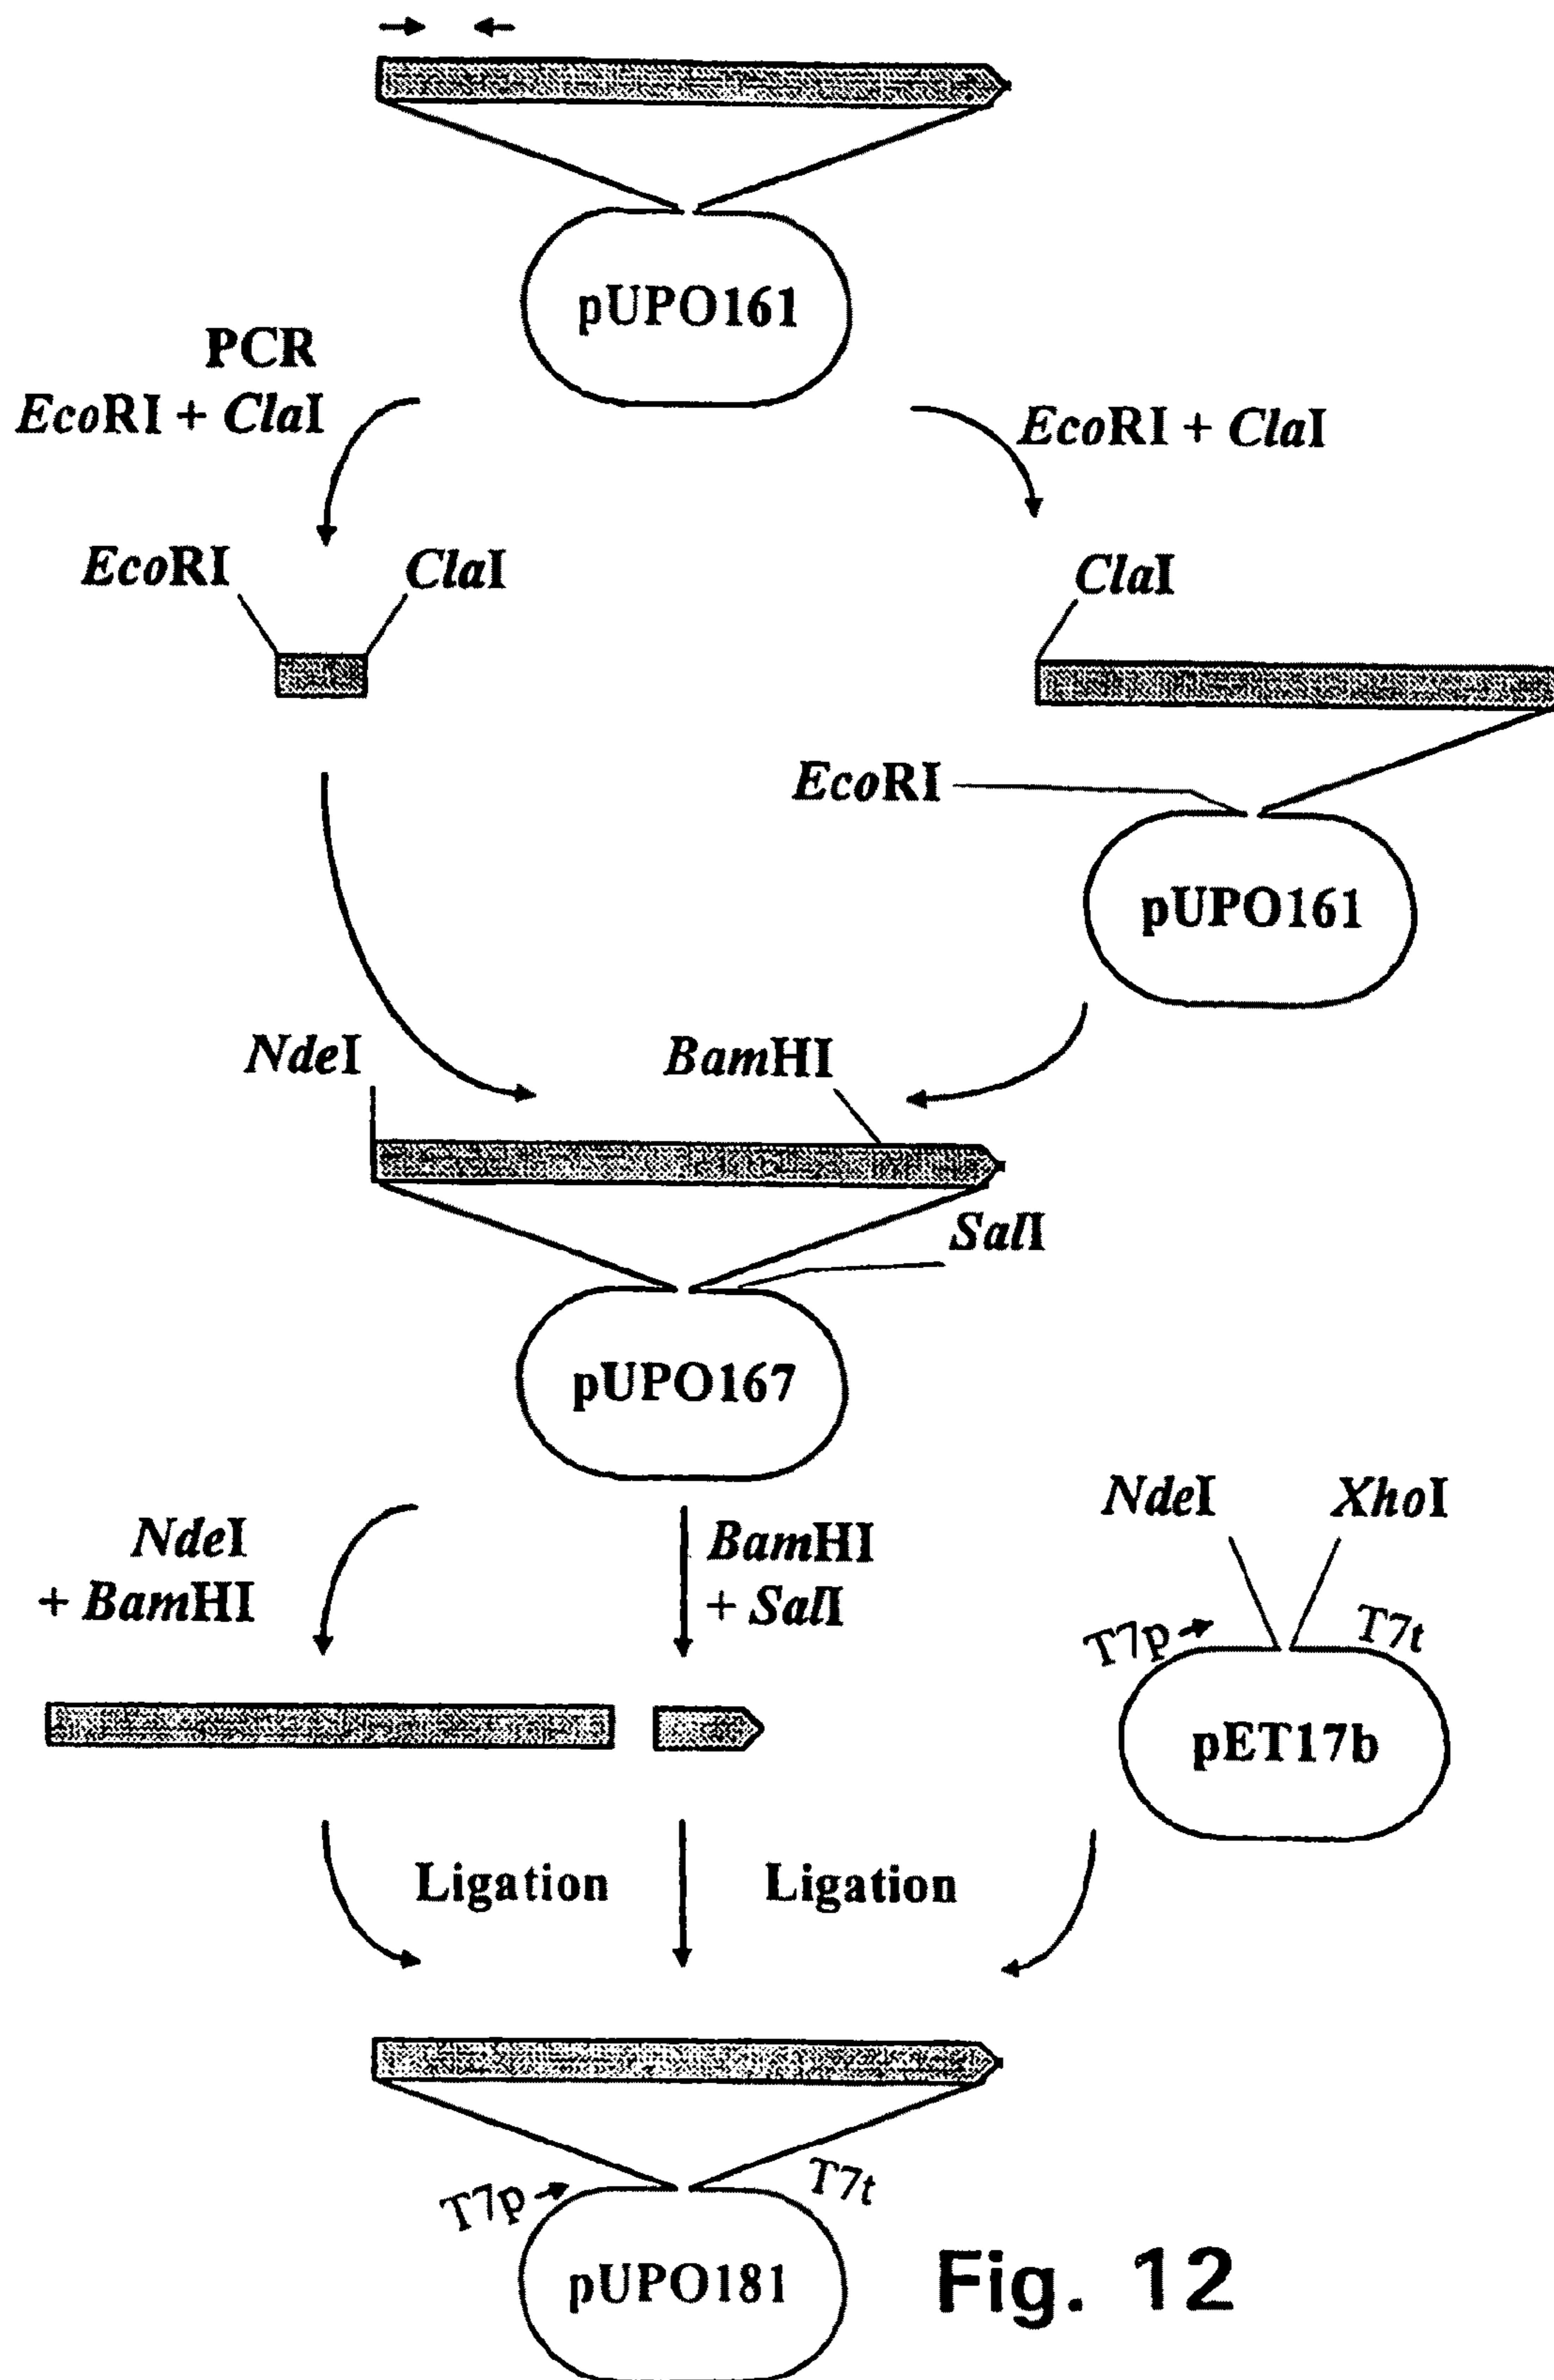 pUPO161
PCR
EcoRI + ClaI
EcoRI + ClaI
EcoRI
ClaI
ClaI
EcoRI
pUPO161
NdeI
BamHI
SalI
pUPO167
NdeI
+ BamHI
BamHI
+ SalI
NdeI
XhoI
T7p
T7t
pET17b
Ligation
Ligation
T7p
T7t
pUPO181
Fig. 12